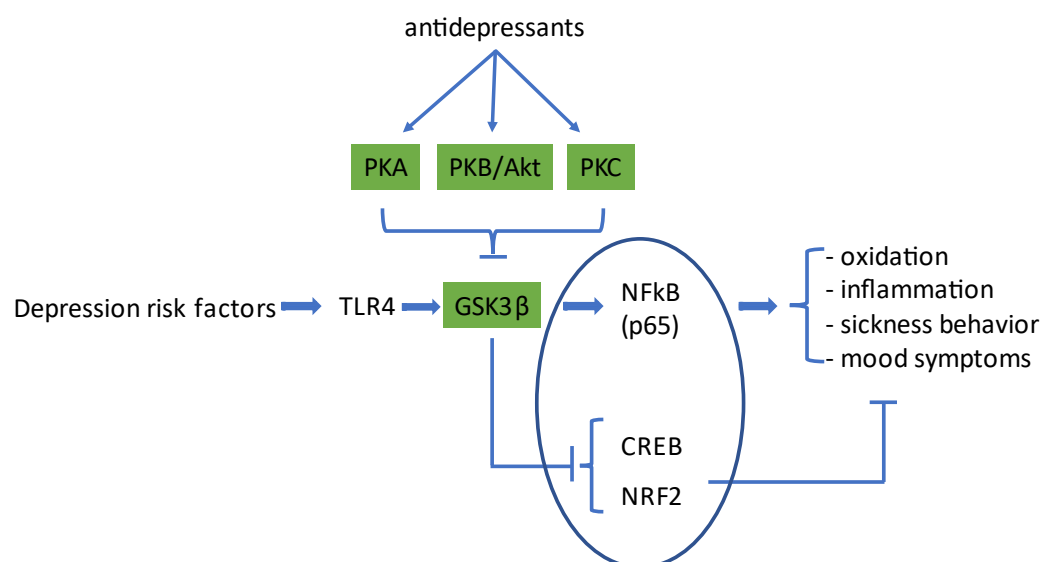 antidepressants
PKA PKB/Akt PKC
Depression risk factors TLR4 GSK3β NFkB
(p65)
- oxidation
- inflammation
- sickness behavior
- mood symptoms
CREB
NRF2